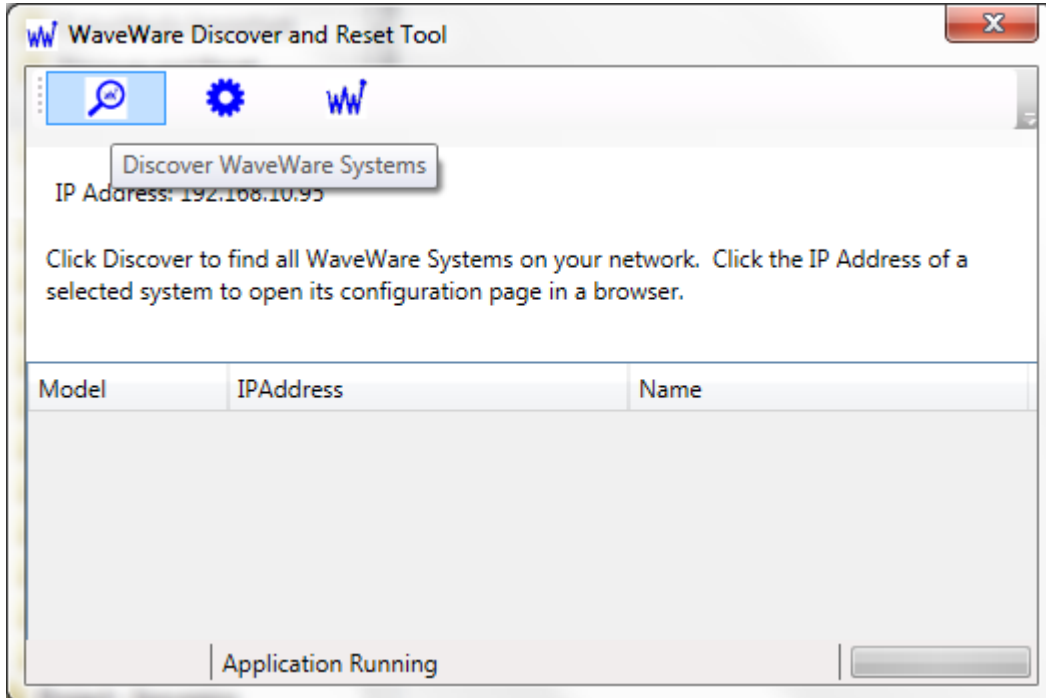 WaveWare Discover and Reset Tool
Discover WaveWare Systems
IP Address: 192.168.10.95
Click Discover to find all WaveWare Systems on your network.  Click the IP Address of a
selected system to open its configuration page in a browser.
Model IPAddress Name
Application Running